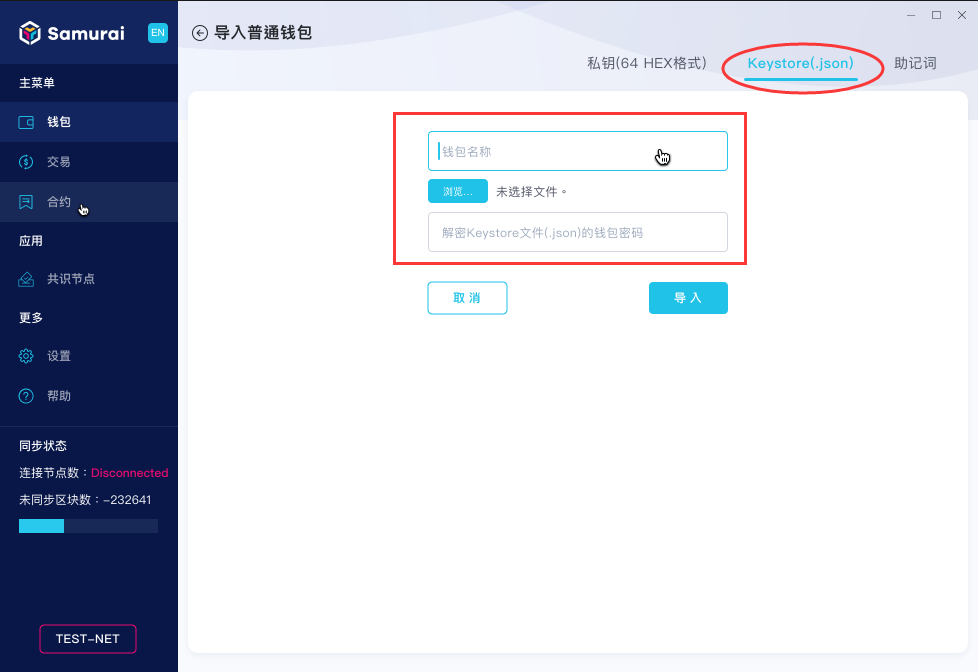 Samurai
EN
主菜单
钱包
交易
合约
应用
共识节点
更多
设置
帮助
同步状态
连接节点数：Disconnected
未同步区块数：-232641
TEST-NET
导入普通钱包
私钥(64 HEX格式)
Keystore(.json)
助记词
钱包名称
浏览...
未选择文件。
解密Keystore文件(.json)的钱包密码
取消
导入